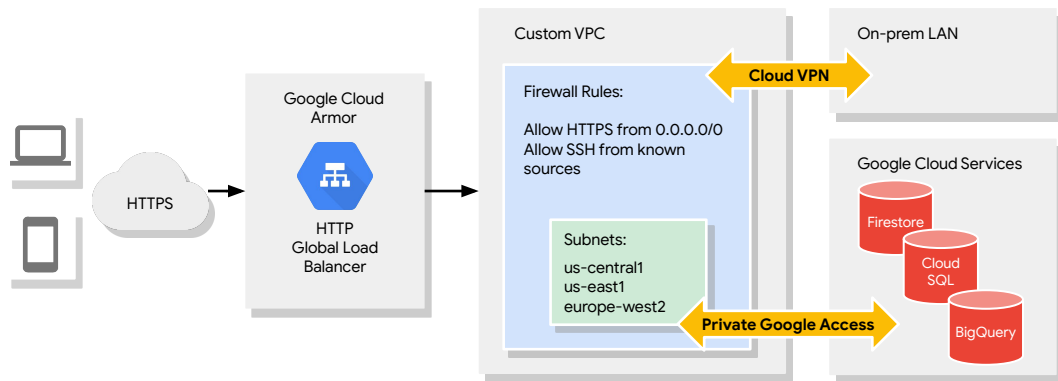 HTTPS
Google Cloud
Armor
HTTP
Global Load
Balancer
Custom VPC
Firewall Rules:
Allow HTTPS from 0.0.0.0/0
Allow SSH from known
sources
Subnets:
us-central1
us-east1
europe-west2
Cloud VPN
On-prem LAN
Private Google Access
Google Cloud Services
Firestore
Cloud
SQL
BigQuery